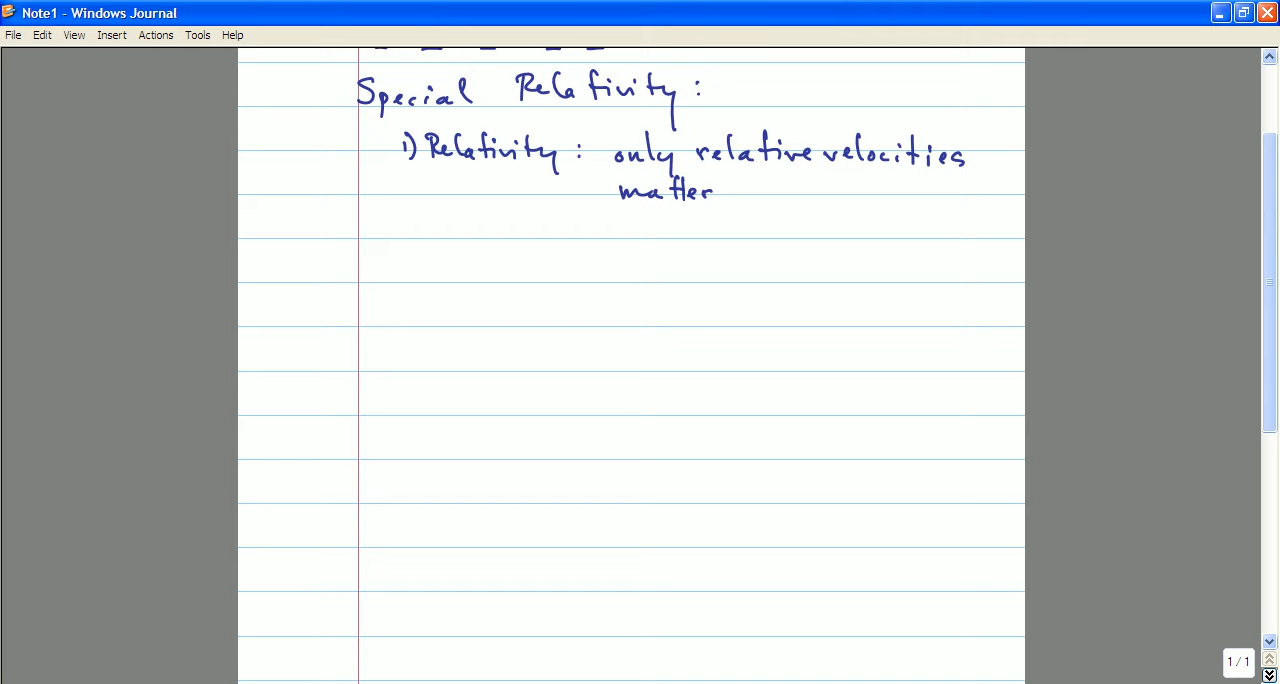 Note1 - Windows Journal
File Edit View Insert Actions Tools Help
Special Relativity:
1) Relativity: only relative velocities
matter
1 / 1